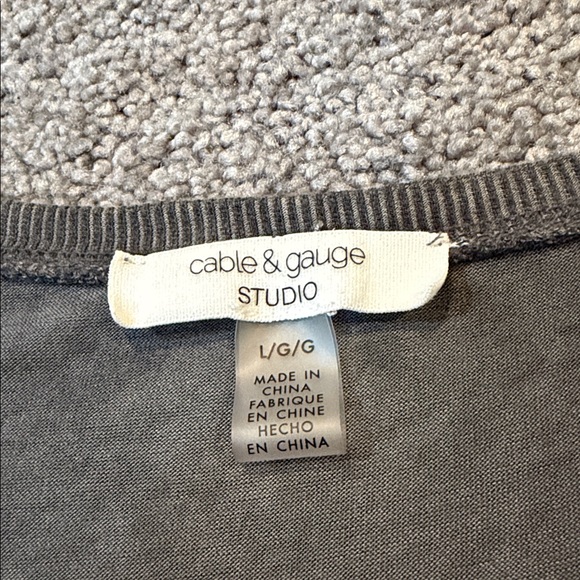 cable & gauge
STUDIO
L/G/G
MADE IN
CHINA
FABRIQUE
EN CHINE
HECHO
EN CHINA